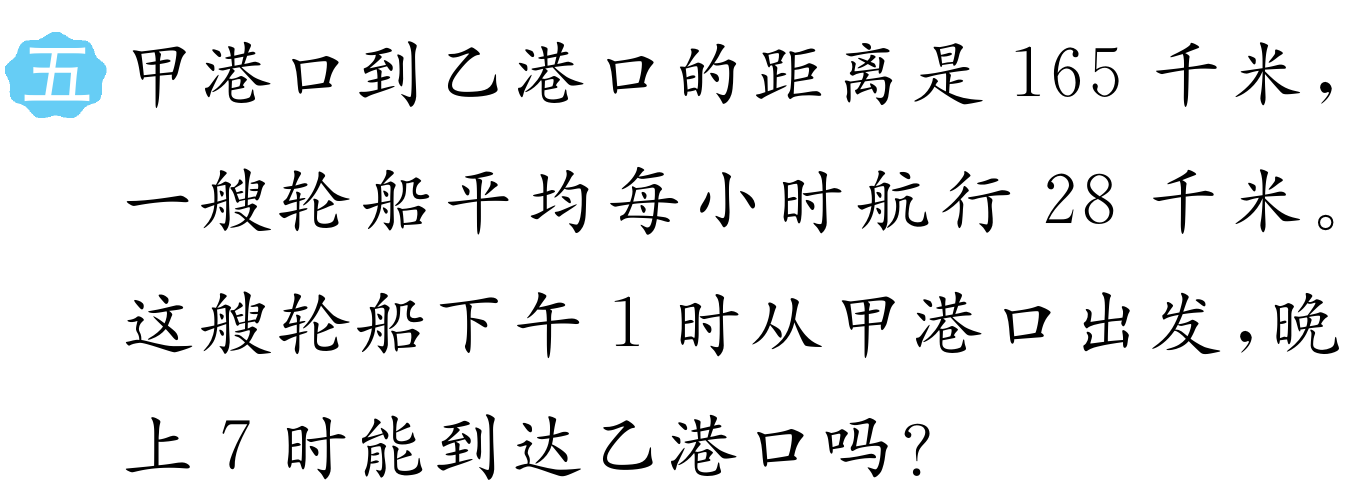 五 甲港口到乙港口的距离是 165 千米，
一艘轮船平均每小时航行 28 千米。
这艘轮船下午 1 时从甲港口出发，晚
上 7 时能到达乙港口吗？